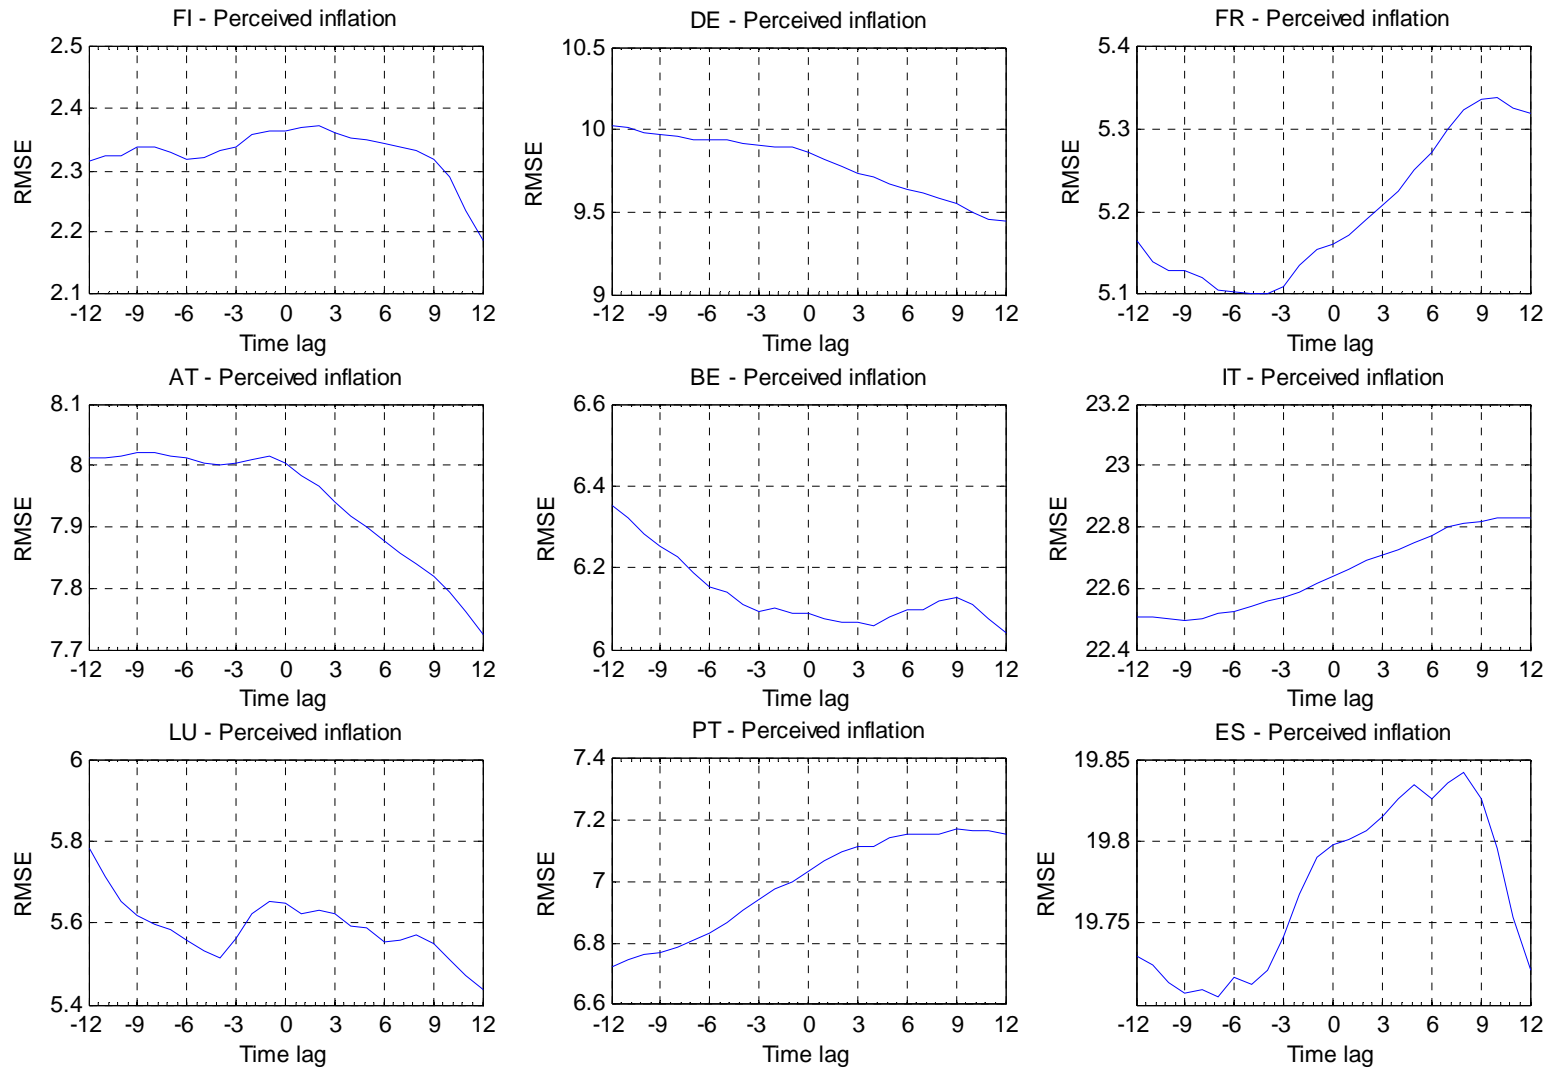 FI - Perceived inflation
2.5
2.4
2.3
2.2
2.1
RMSE
-12 -9 -6 -3 0 3 6 9 12
Time lag
DE - Perceived inflation
10.5
10
9.5
9
RMSE
-12 -9 -6 -3 0 3 6 9 12
Time lag
FR - Perceived inflation
5.4
5.3
5.2
5.1
RMSE
-12 -9 -6 -3 0 3 6 9 12
Time lag
AT - Perceived inflation
8.1
8
7.9
7.8
7.7
RMSE
-12 -9 -6 -3 0 3 6 9 12
Time lag
BE - Perceived inflation
6.6
6.4
6.2
6
RMSE
-12 -9 -6 -3 0 3 6 9 12
Time lag
IT - Perceived inflation
23.2
23
22.8
22.6
22.4
RMSE
-12 -9 -6 -3 0 3 6 9 12
Time lag
LU - Perceived inflation
6
5.8
5.6
5.4
RMSE
-12 -9 -6 -3 0 3 6 9 12
Time lag
PT - Perceived inflation
7.4
7.2
7
6.8
6.6
RMSE
-12 -9 -6 -3 0 3 6 9 12
Time lag
ES - Perceived inflation
19.85
19.8
19.75
RMSE
-12 -9 -6 -3 0 3 6 9 12
Time lag